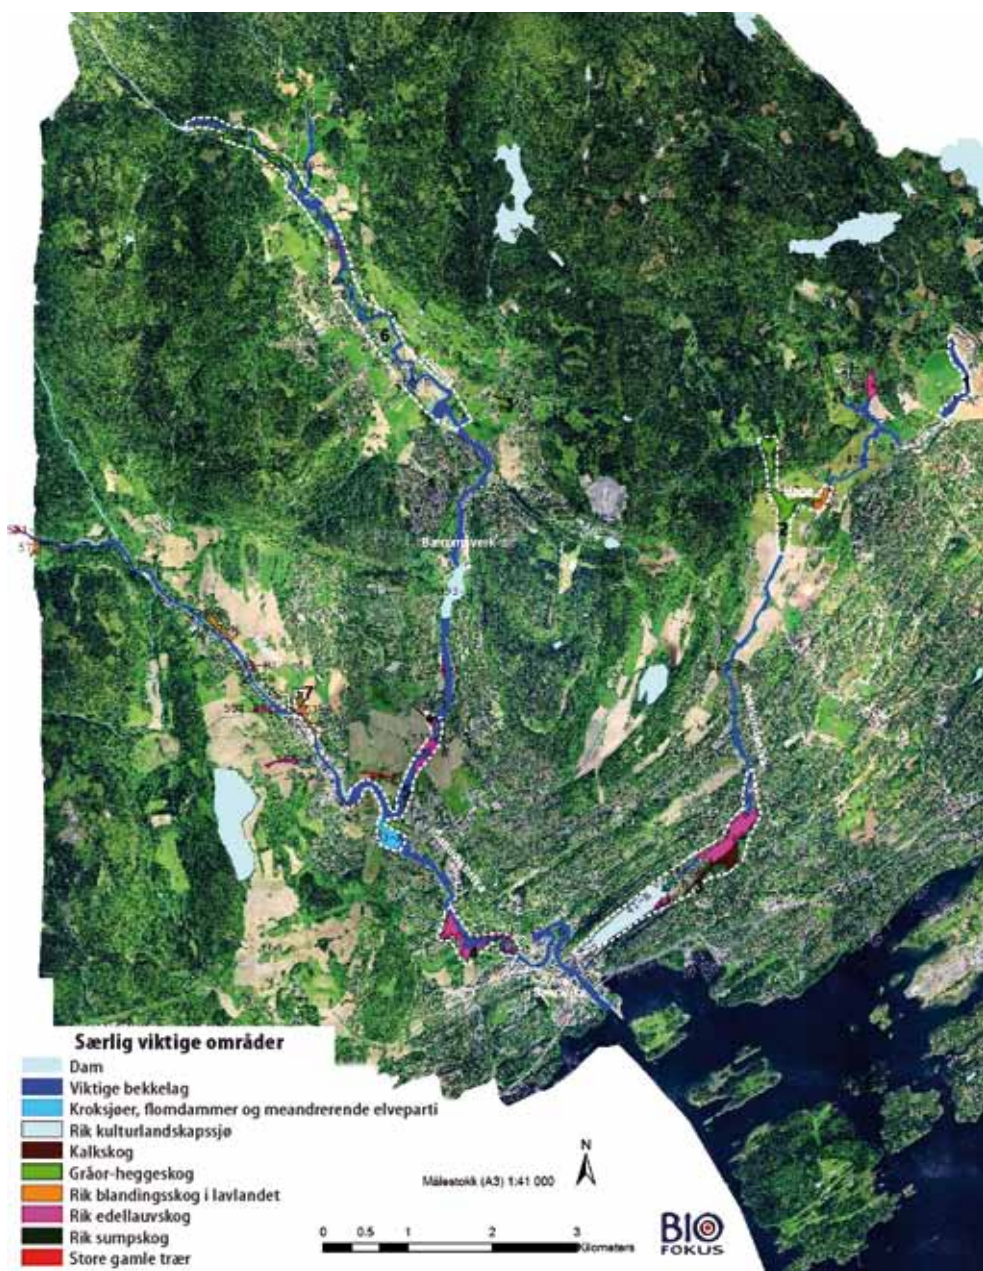 6
Bærumsverk
7
Særlig viktige områder
Dam
Viktige bekkelag
Kroksjøer, flomdammer og meandrerende elveparti
Rik kulturlandskapssjø
Kalkskog
Gråor-heggeskog
Rik blandingsskog i lavlandet
Rik edellauvskog
Rik sumpskog
Store gamle trær
N
Målestokk (A3) 1:41 000
0 0.5 1 2 3
Kilometers
BIO
FOKUS